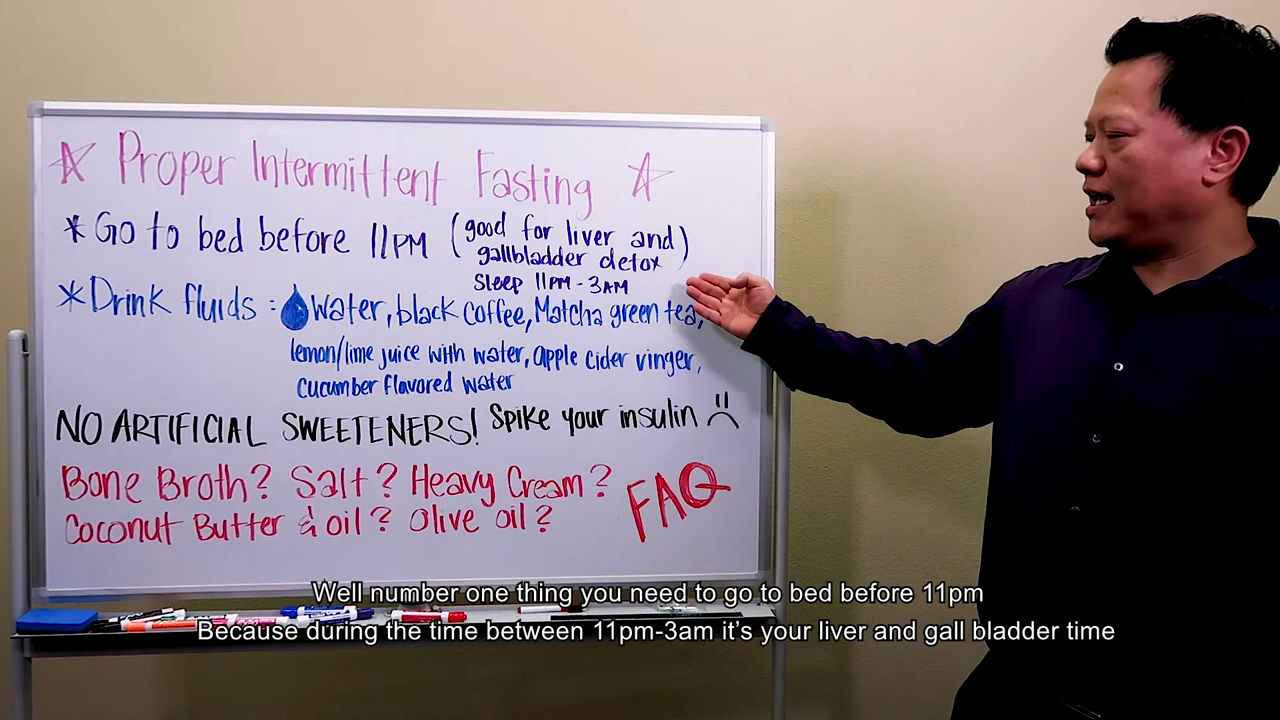 Proper Intermittent Fasting
*Go to bed before 11PM (good for liver and)
gallbladder detox
Sleep 11PM - 3AM
*Drink fluids : Water, black coffee, Matcha green tea,
lemon/lime juice with water, apple cider vinger,
cucumber flavored water
NO ARTIFICIAL SWEETENERS! Spike your insulin
Bone Broth? Salt? Heavy Cream?
Coconut Butter & oil? Olive oil?
FAQ
Well number one thing you need to go to bed before 11pm
Because during the time between 11pm-3am it's your liver and gall bladder time